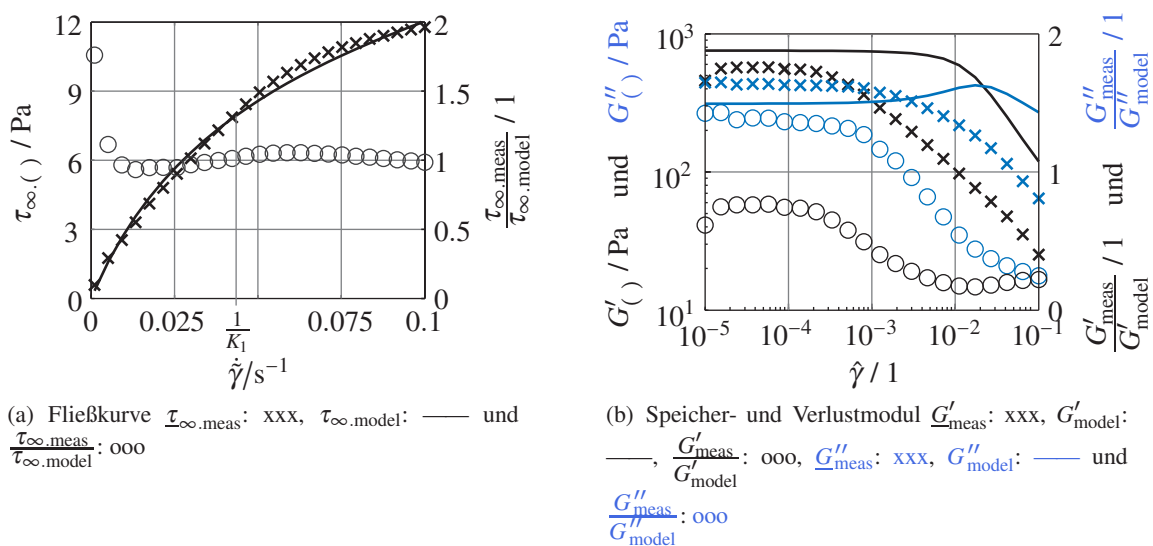 12
9
6
3
0
τ∞.( ) / Pa
2
1.5
1
0.5
0
τ∞.meas / τ∞.model / 1
0 0.025 1/K₁ 0.075 0.1
γ̃̇/s⁻¹
(a) Fließkurve τ∞.meas: xxx, τ∞.model: —— und
τ∞.meas / τ∞.model: ooo
G′( ) / Pa und G″( ) / Pa
10³
10²
10¹
2
1
0
G′meas / G′model / 1 und G″meas / G″model / 1
10⁻⁵ 10⁻⁴ 10⁻³ 10⁻² 10⁻¹
γ̂ / 1
(b) Speicher- und Verlustmodul G′meas: xxx, G′model:
——, G′meas / G′model: ooo, G″meas: xxx, G″model: —— und
G″meas / G″model: ooo